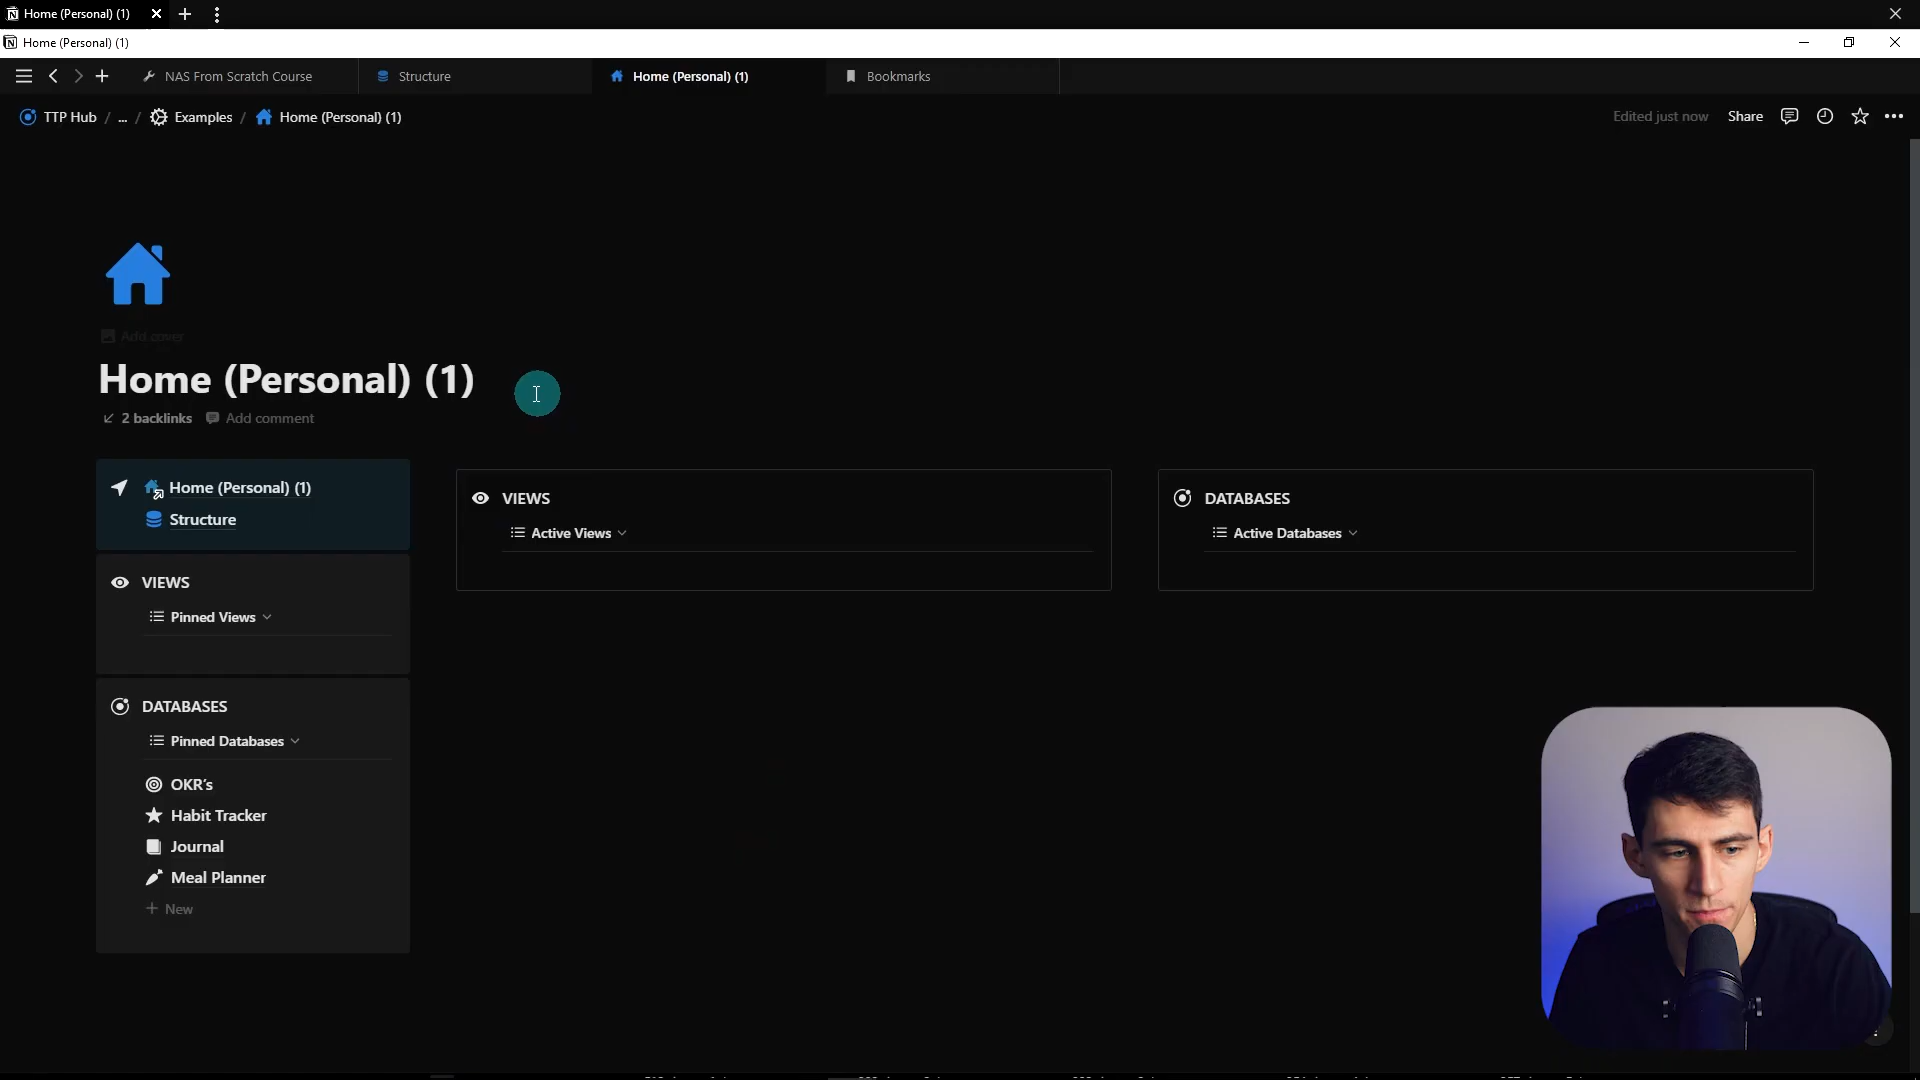 Home (Personal) (1)
Home (Personal) (1)
NAS From Scratch Course
Structure
Home (Personal) (1)
Bookmarks
TTP Hub / ... / Examples / Home (Personal) (1)
Edited just now
Share
Add cover
Home (Personal) (1)
2 backlinks
Add comment
Home (Personal) (1)
Structure
VIEWS
Pinned Views
DATABASES
Pinned Databases
OKR's
Habit Tracker
Journal
Meal Planner
New
VIEWS
Active Views
DATABASES
Active Databases